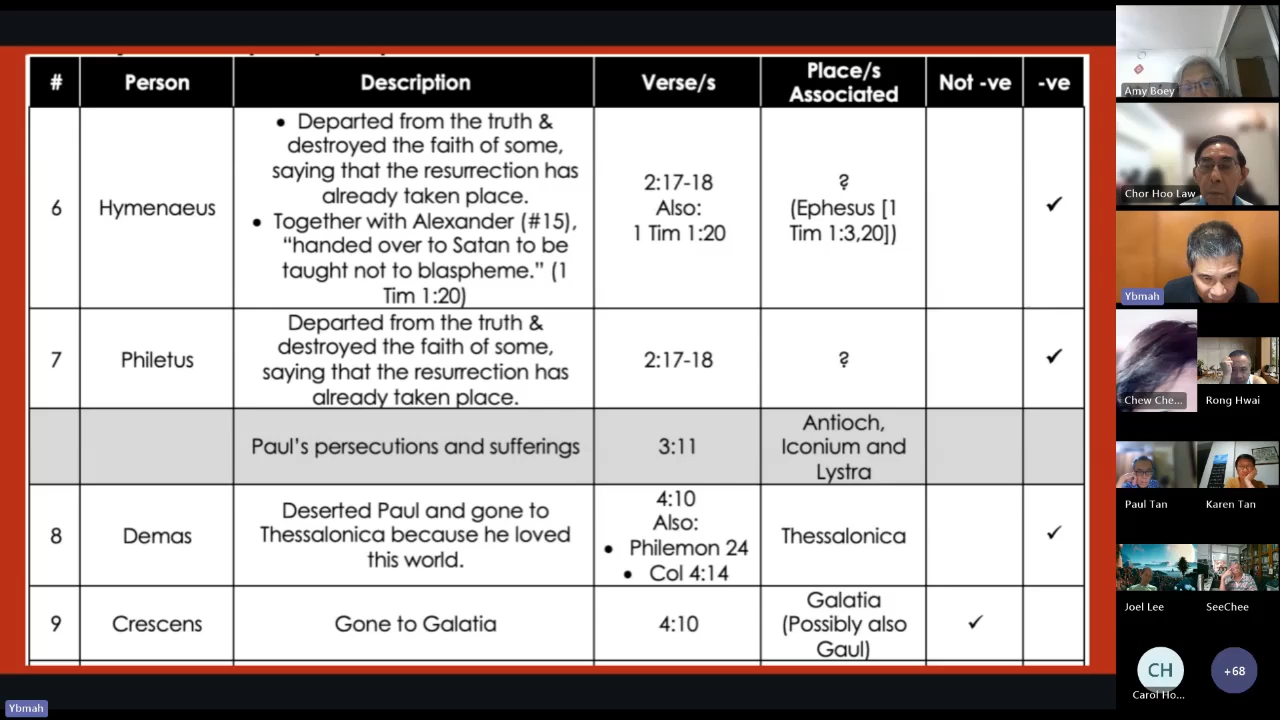 # Person Description Verse/s Place/s Associated Not -ve -ve
6
Hymenaeus
• Departed from the truth &
destroyed the faith of some,
saying that the resurrection has
already taken place.
• Together with Alexander (#15),
“handed over to Satan to be
taught not to blaspheme.” (1
Tim 1:20)
2:17-18
Also:
1 Tim 1:20
?
(Ephesus [1
Tim 1:3,20])
✓
7
Philetus
Departed from the truth &
destroyed the faith of some,
saying that the resurrection has
already taken place.
2:17-18
?
✓
Paul’s persecutions and sufferings
3:11
Antioch,
Iconium and
Lystra
8
Demas
Deserted Paul and gone to
Thessalonica because he loved
this world.
4:10
Also:
• Philemon 24
• Col 4:14
Thessalonica
✓
9
Crescens
Gone to Galatia
4:10
Galatia
(Possibly also
Gaul)
✓
Amy Boey
Chor Hoo Law
Ybmah
Chew Che...
Rong Hwai
Paul Tan
Karen Tan
Joel Lee
SeeChee
CH
Carol Ho...
+68
Ybmah